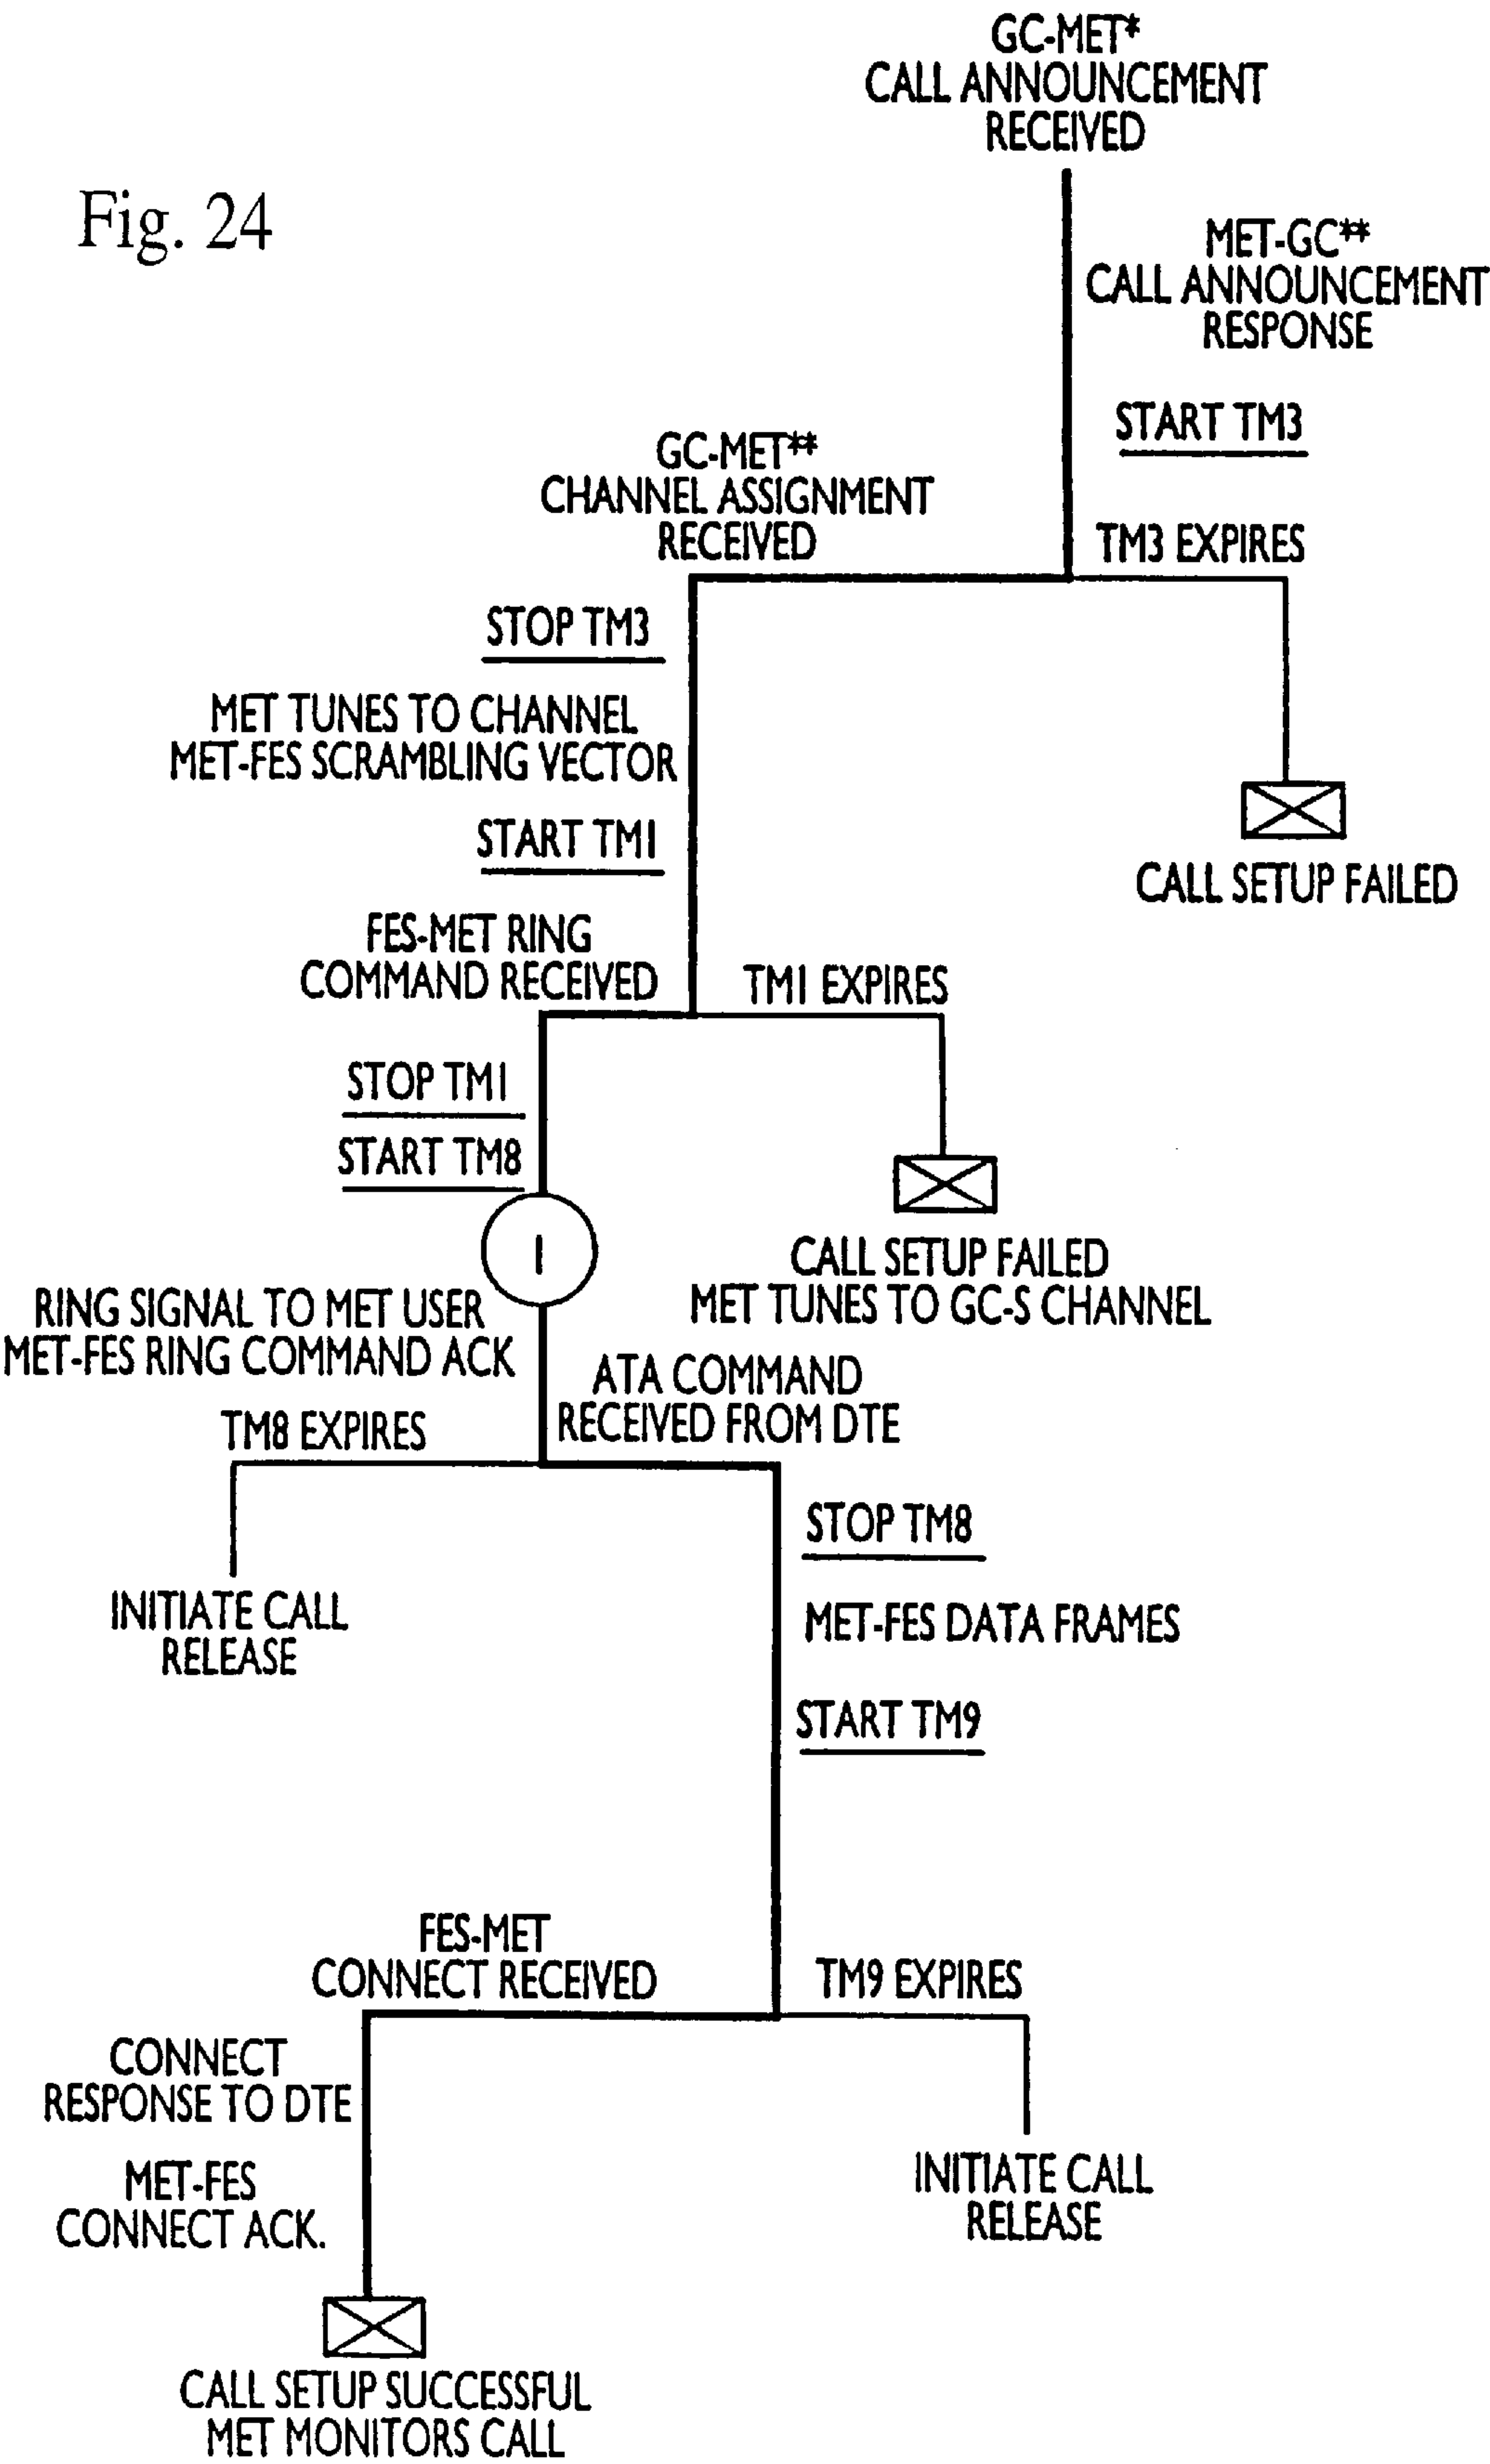 GC-MET*
CALL ANNOUNCEMENT
RECEIVED
Fig. 24
MET-GC**
CALL ANNOUNCEMENT
RESPONSE
START TM3
GC-MET**
CHANNEL ASSIGNMENT
RECEIVED
TM3 EXPIRES
STOP TM3
MET TUNES TO CHANNEL
MET-FES SCRAMBLING VECTOR
START TM1
CALL SETUP FAILED
FES-MET RING
COMMAND RECEIVED
TM1 EXPIRES
STOP TM1
START TM8
1
CALL SETUP FAILED
MET TUNES TO GC-S CHANNEL
RING SIGNAL TO MET USER
MET-FES RING COMMAND ACK
ATA COMMAND
RECEIVED FROM DTE
TM8 EXPIRES
STOP TM8
INITIATE CALL
RELEASE
MET-FES DATA FRAMES
START TM9
FES-MET
CONNECT RECEIVED
TM9 EXPIRES
CONNECT
RESPONSE TO DTE
MET-FES
CONNECT ACK.
INITIATE CALL
RELEASE
CALL SETUP SUCCESSFUL
MET MONITORS CALL